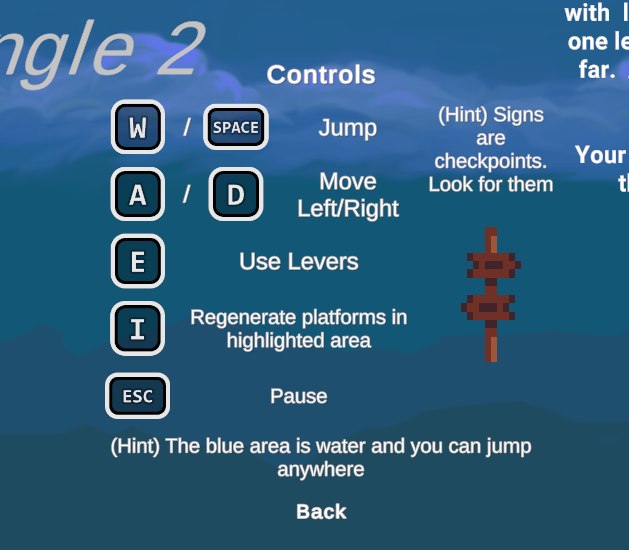 ngle 2
with
one
far.
Your
Controls
W / SPACE Jump
A / D Move
Left/Right
E Use Levers
I Regenerate platforms in
highlighted area
ESC Pause
(Hint) Signs
are
checkpoints.
Look for them
(Hint) The blue area is water and you can jump
anywhere
Back